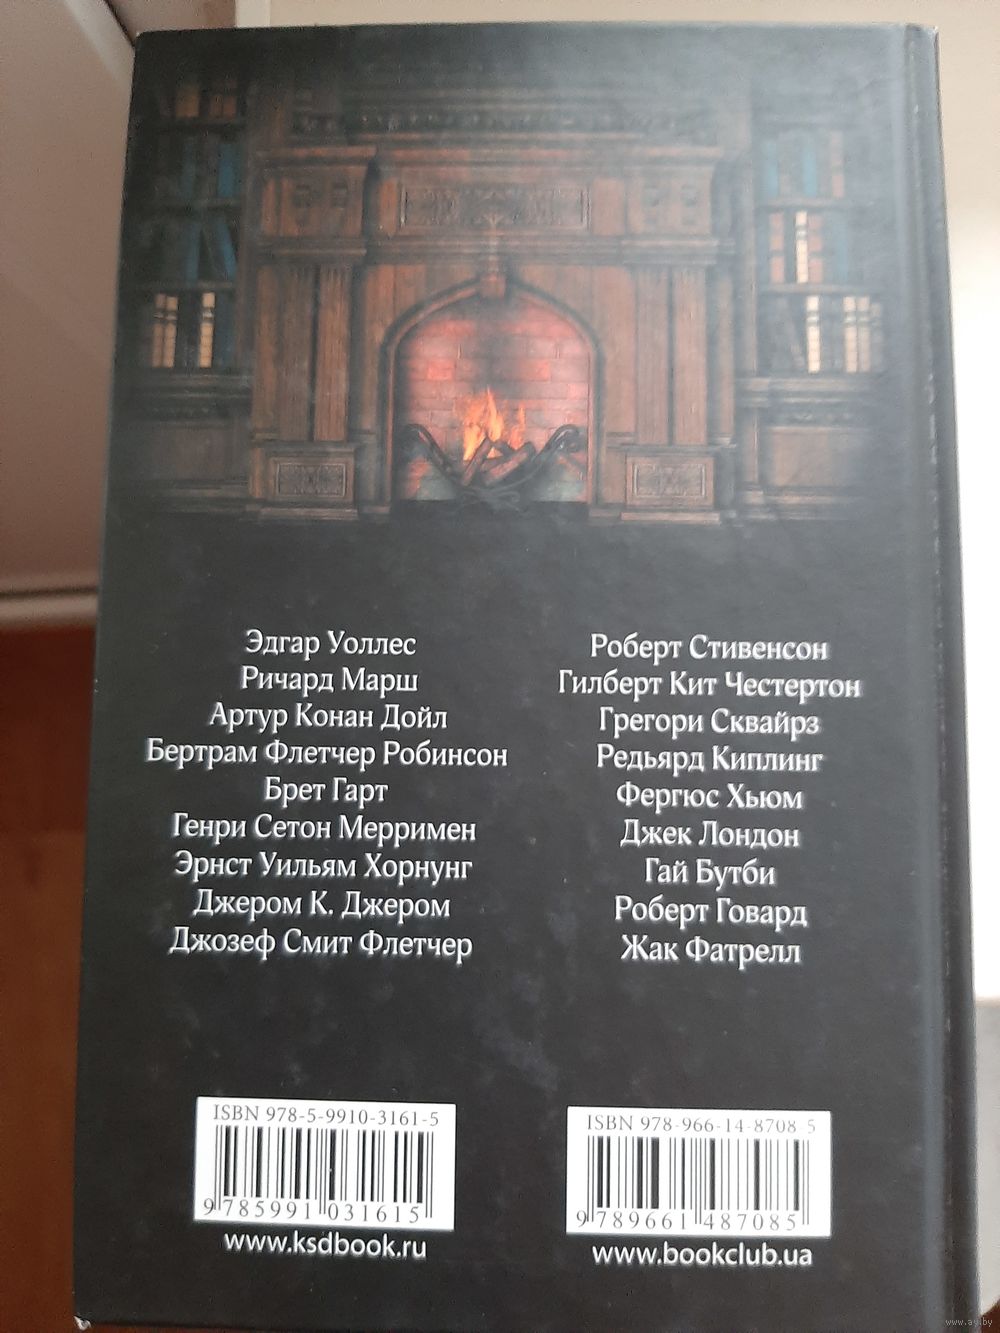 Эдгар Уоллес
Ричард Марш
Артур Конан Дойл
Бертрам Флетчер Робинсон
Брет Гарт
Генри Сетон Мерримен
Эрнст Уильям Хорнунг
Джером К. Джером
Джозеф Смит Флетчер
Роберт Стивенсон
Гилберт Кит Честертон
Грегори Сквайрз
Редьярд Киплинг
Фергюс Хьюм
Джек Лондон
Гай Бутби
Роберт Говард
Жак Фатрелл
ISBN 978-5-9910-3161-5
9 785991 031615
www.ksdbook.ru
ISBN 978-966-14-8708-5
9 789661 487085
www.bookclub.ua
www.ay.by